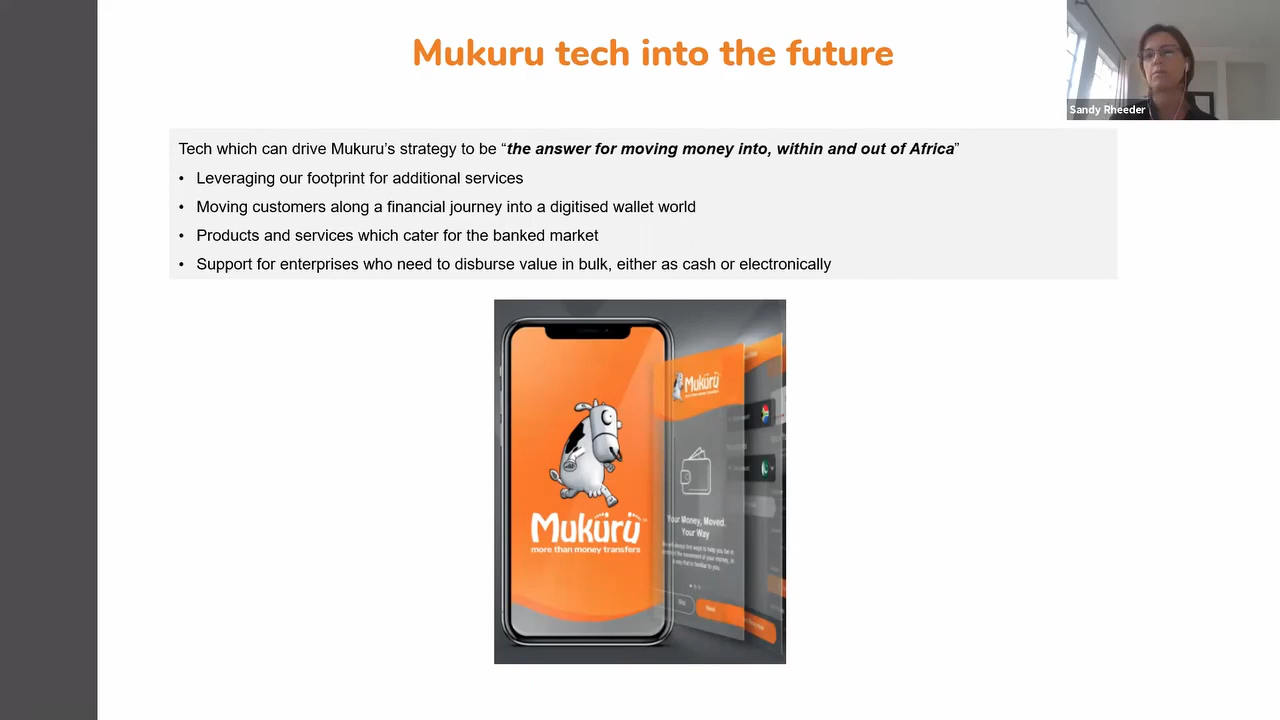 Mukuru tech into the future
Sandy Rheeder
Tech which can drive Mukuru’s strategy to be “the answer for moving money into, within and out of Africa”
• Leveraging our footprint for additional services
• Moving customers along a financial journey into a digitised wallet world
• Products and services which cater for the banked market
• Support for enterprises who need to disburse value in bulk, either as cash or electronically
Mukuru
Mukuru
more than money transfers
Your Money, Moved.
Your Way
Next